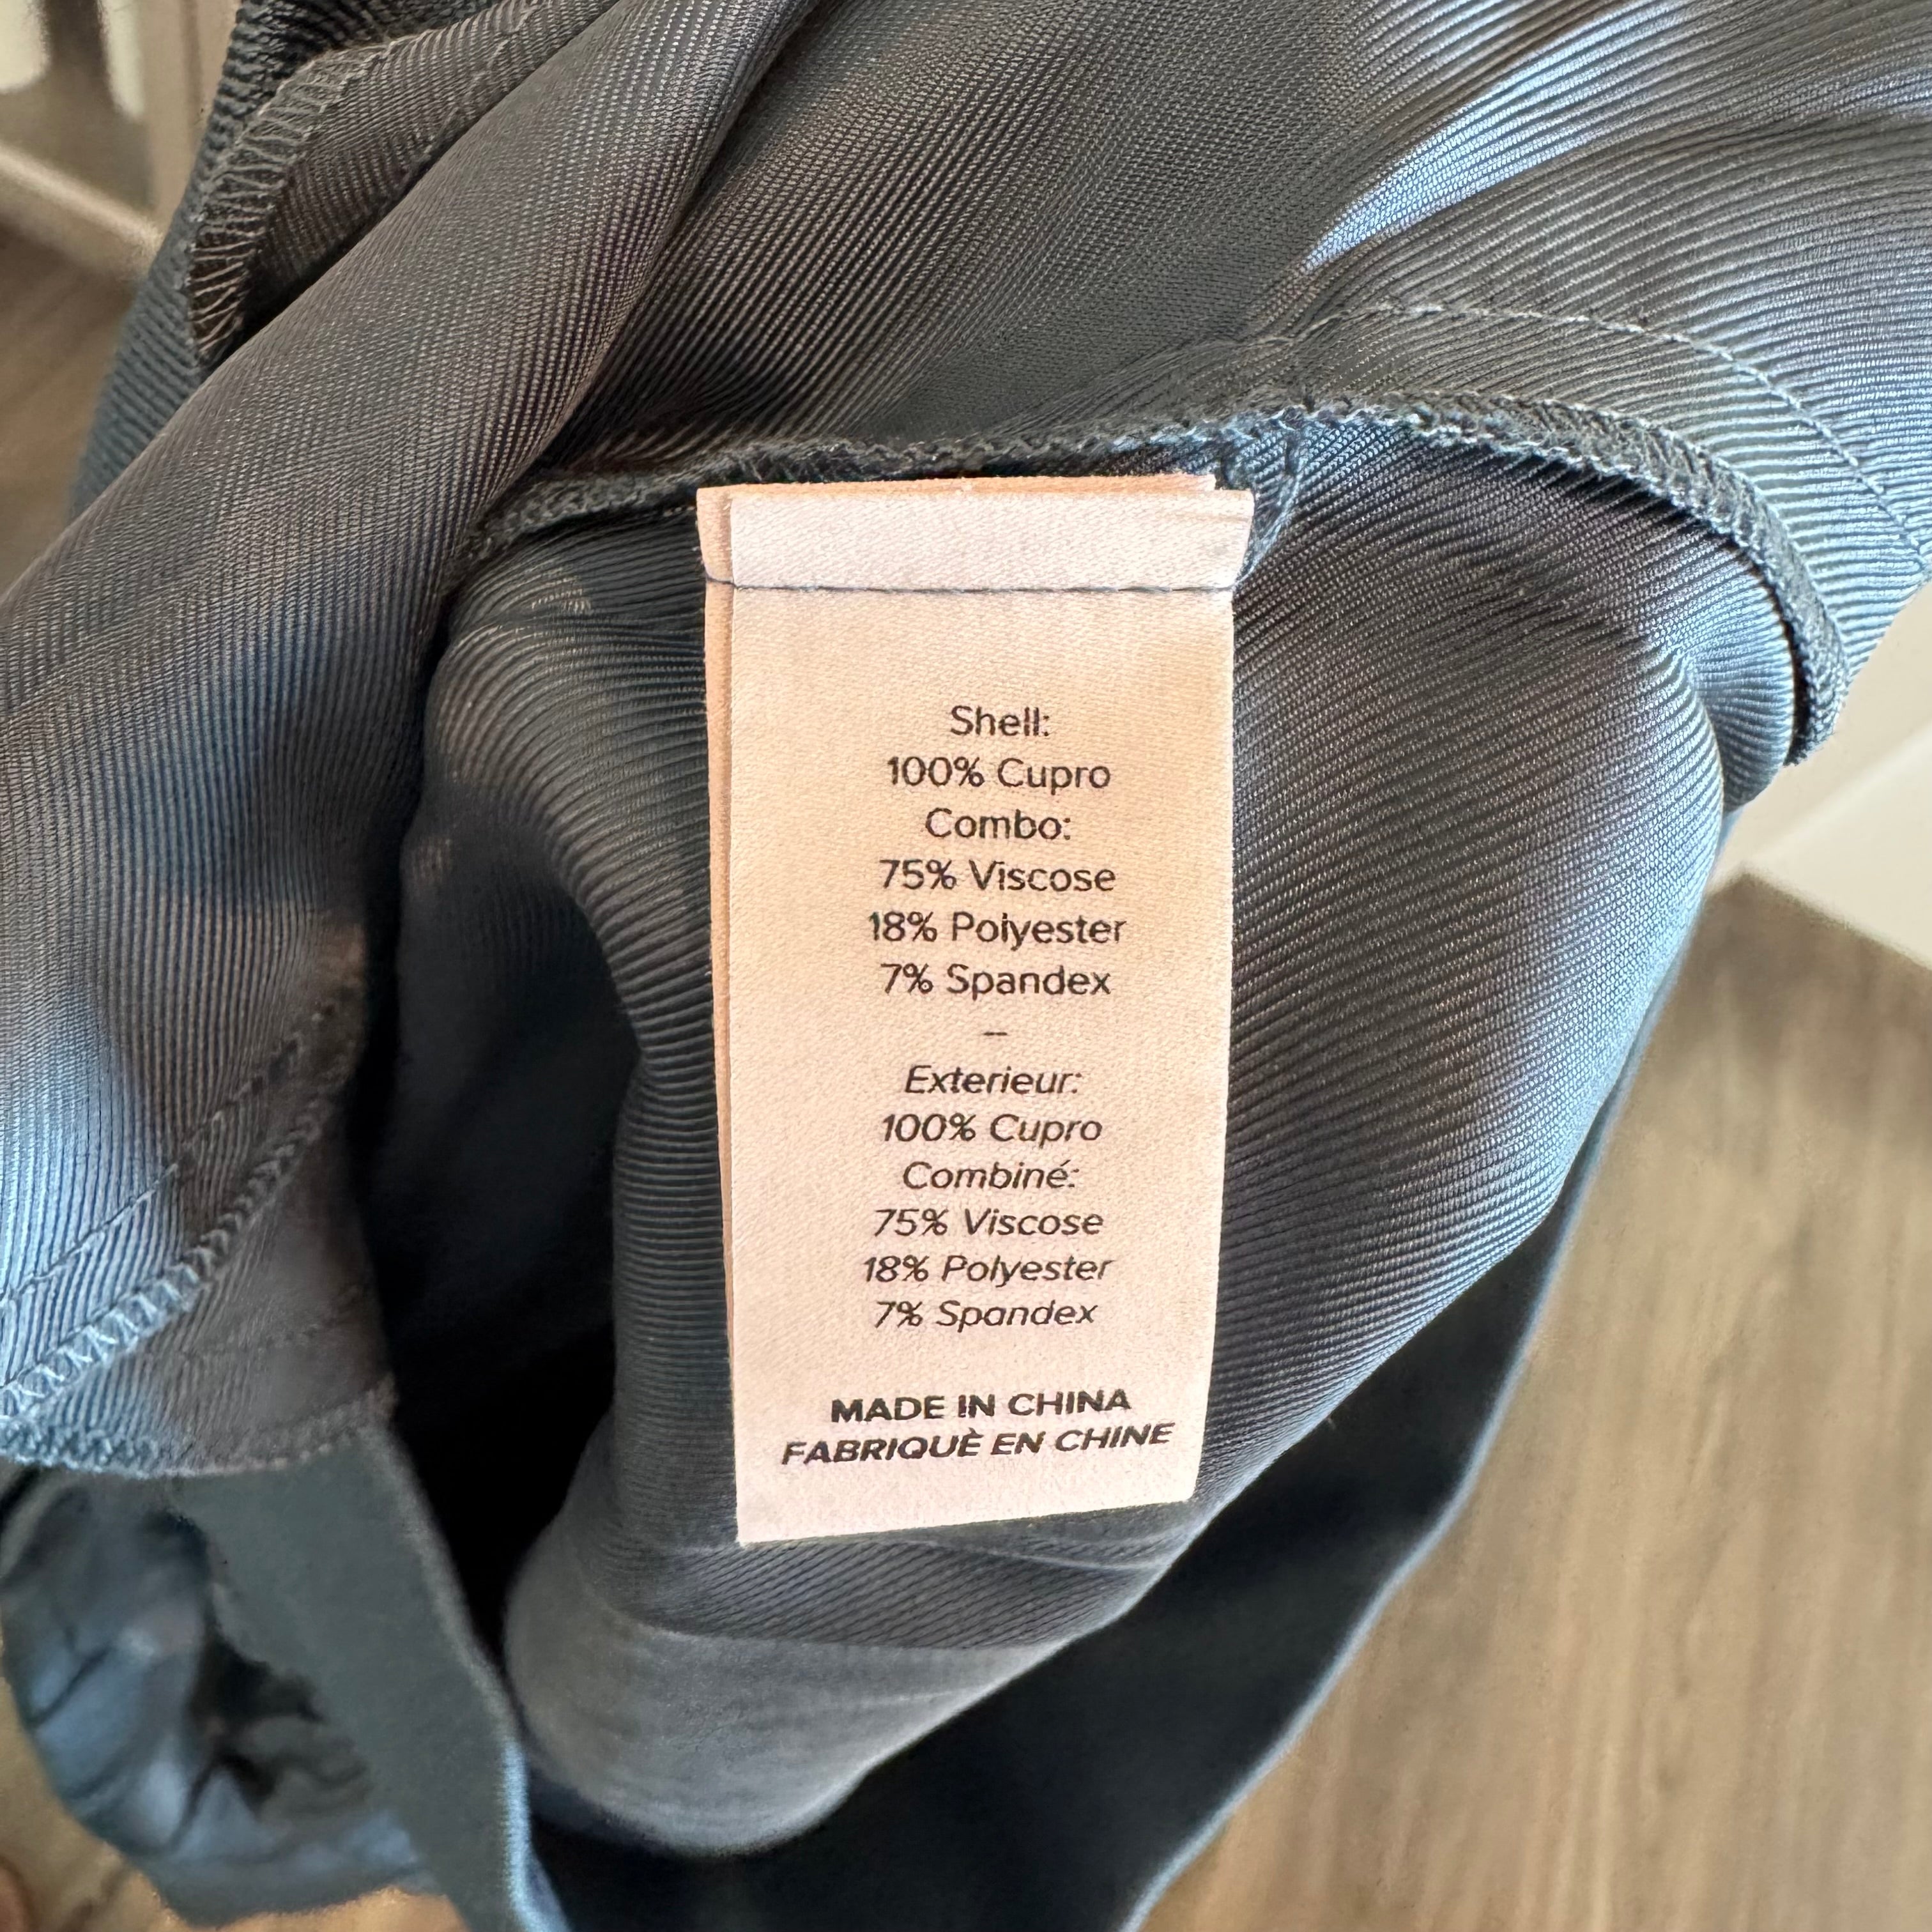 Shell:
100% Cupro
Combo:
75% Viscose
18% Polyester
7% Spandex
–
Exterieur:
100% Cupro
Combiné:
75% Viscose
18% Polyester
7% Spandex
MADE IN CHINA
FABRIQUÈ EN CHINE